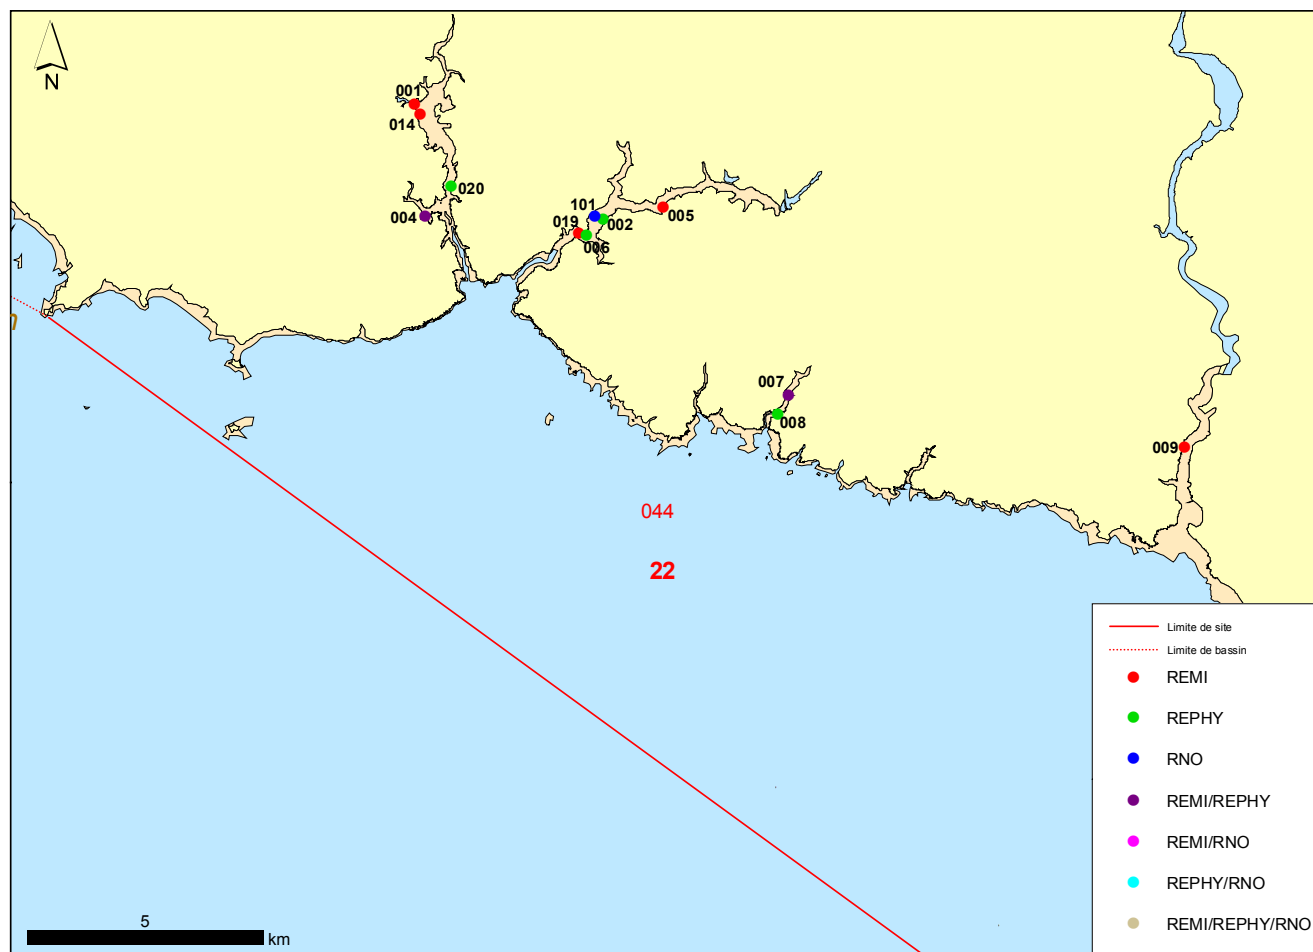 N
001
014
020
004
101
002
005
019
006
007
008
009
044
22
Limite de site
Limite de bassin
REMI
REPHY
RNO
REMI/REPHY
REMI/RNO
REPHY/RNO
REMI/REPHY/RNO
5
km